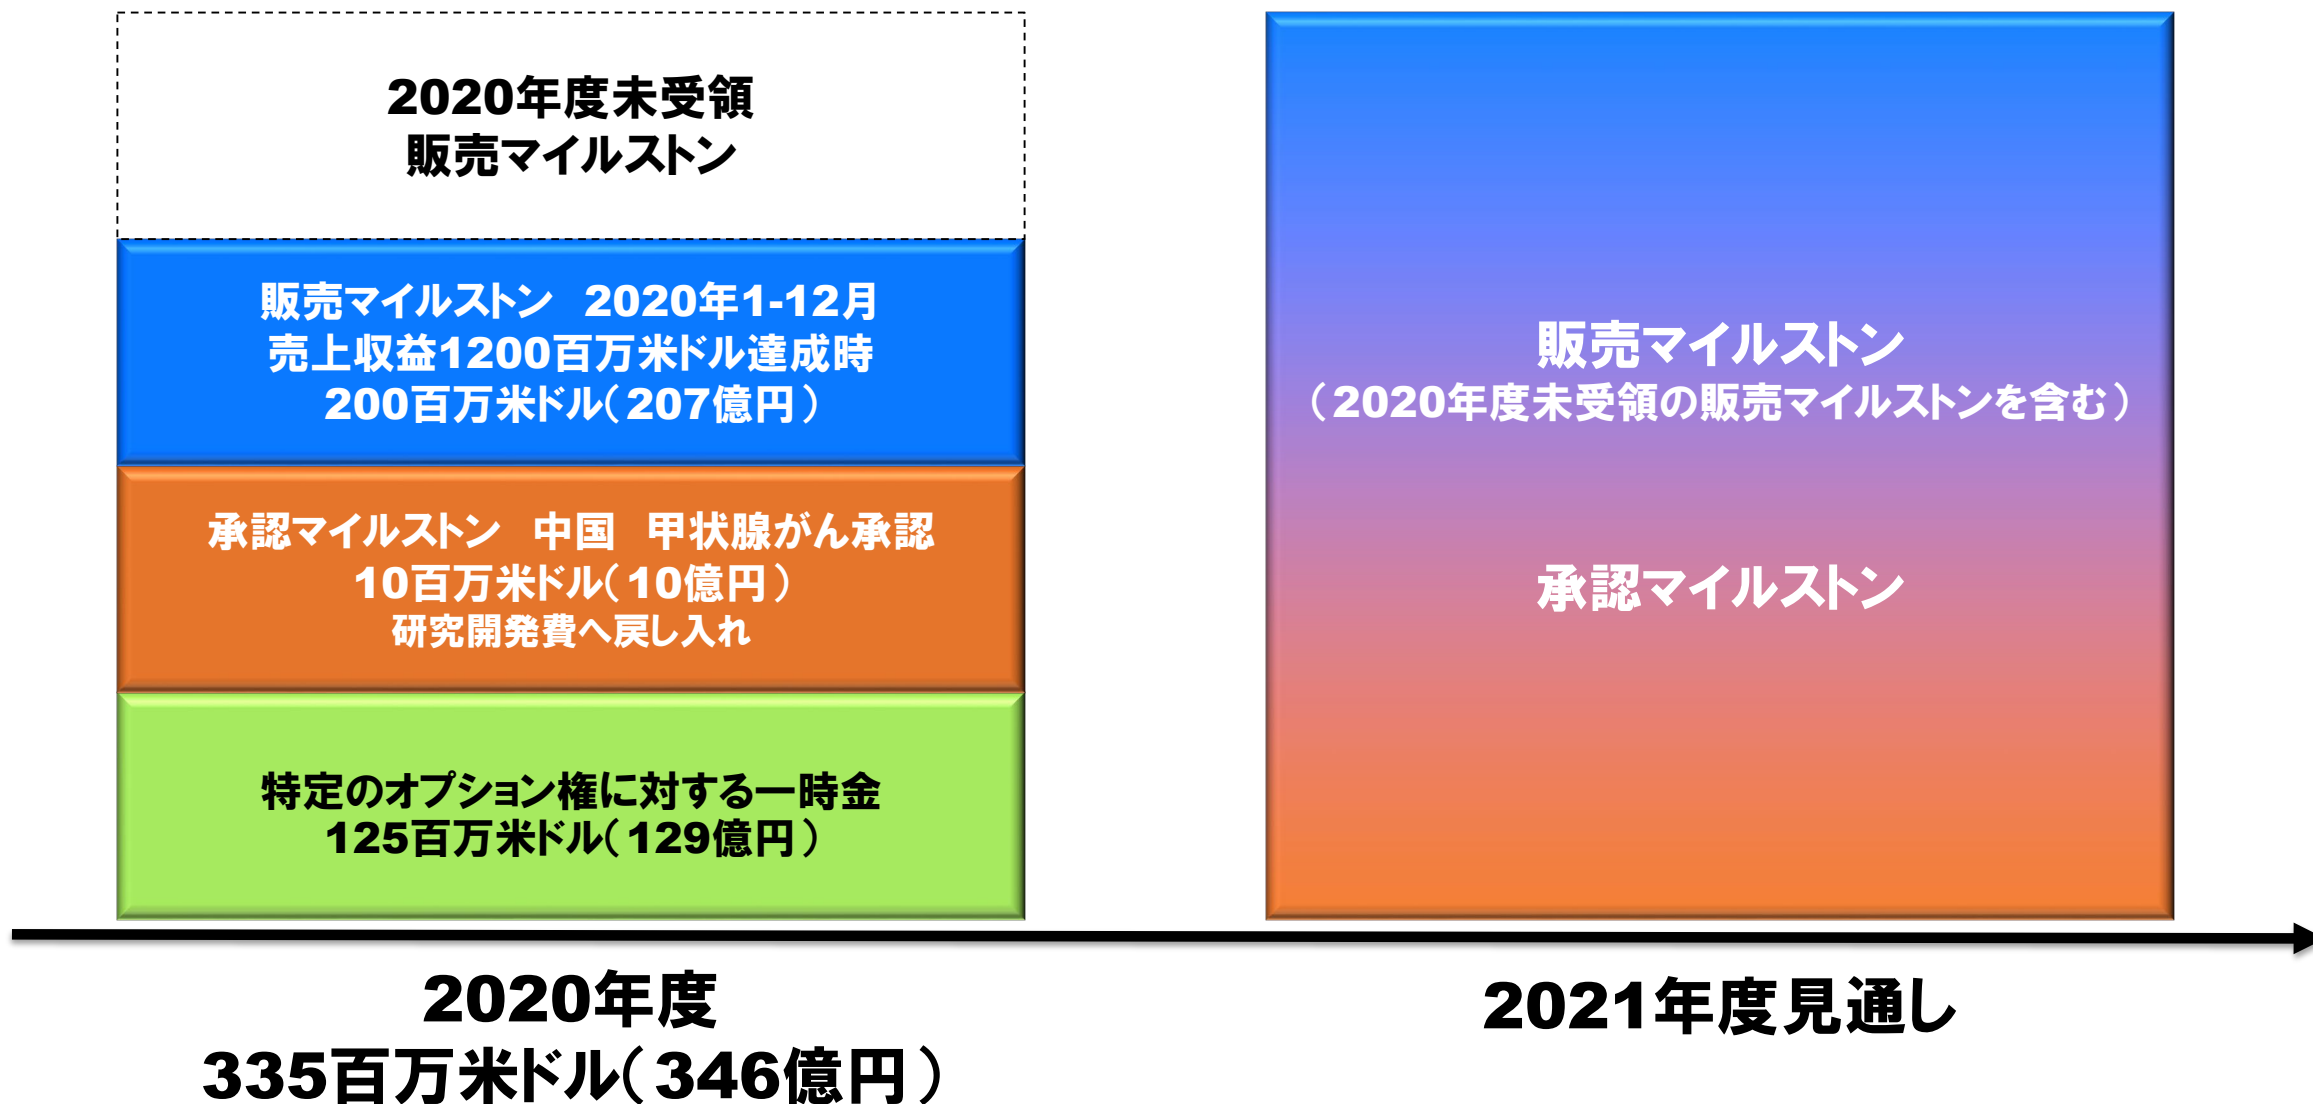 2020年度未受領
販売マイルストン
販売マイルストン　2020年1-12月
売上収益1200百万米ドル達成時
200百万米ドル（207億円）
承認マイルストン　中国　甲状腺がん承認
10百万米ドル（10億円）
研究開発費へ戻し入れ
特定のオプション権に対する一時金
125百万米ドル（129億円）
2020年度
335百万米ドル（346億円）
販売マイルストン
（2020年度未受領の販売マイルストンを含む）
承認マイルストン
2021年度見通し